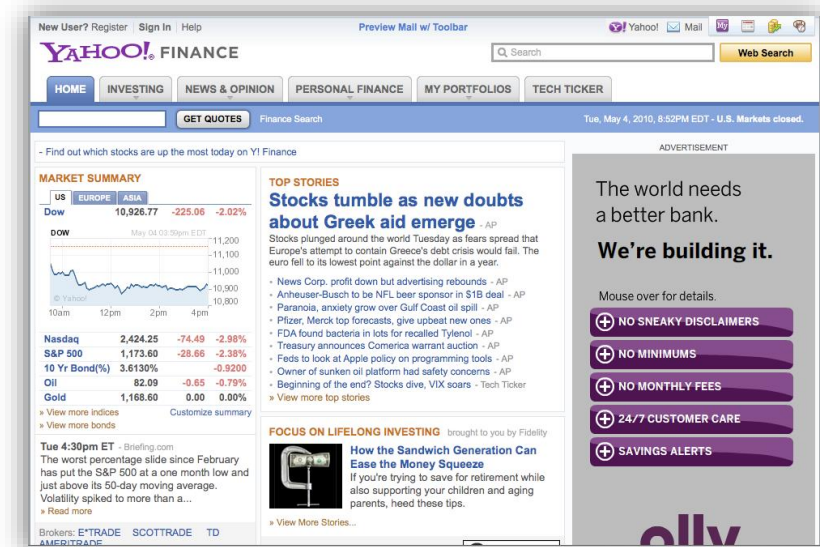 New User? Register Sign In Help
Preview Mail w/ Toolbar
Yahoo! Mail
My
YAHOO! FINANCE
Search
Web Search
HOME INVESTING NEWS & OPINION PERSONAL FINANCE MY PORTFOLIOS TECH TICKER
GET QUOTES Finance Search
Tue, May 4, 2010, 8:52PM EDT - U.S. Markets closed.
- Find out which stocks are up the most today on Y! Finance
MARKET SUMMARY
US EUROPE ASIA
Dow 10,926.77 -225.06 -2.02%
DOW May 04 03:59pm EDT
11,200
11,100
11,000
10,900
10,800
© Yahoo!
10am 12pm 2pm 4pm
Nasdaq 2,424.25 -74.49 -2.98%
S&P 500 1,173.60 -28.66 -2.38%
10 Yr Bond(%) 3.6130% -0.9200
Oil 82.09 -0.65 -0.79%
Gold 1,168.60 0.00 0.00%
» View more indices Customize summary
» View more bonds
Tue 4:30pm ET - Briefing.com
The worst percentage slide since February
has put the S&P 500 at a one month low and
just above its 50-day moving average.
Volatility spiked to more than a...
» Read more
Brokers: E*TRADE SCOTTRADE TD
AMERITRADE
TOP STORIES
Stocks tumble as new doubts
about Greek aid emerge - AP
Stocks plunged around the world Tuesday as fears spread that
Europe's attempt to contain Greece's debt crisis would fail. The
euro fell to its lowest point against the dollar in a year.
- News Corp. profit down but advertising rebounds - AP
- Anheuser-Busch to be NFL beer sponsor in $1B deal - AP
- Paranoia, anxiety grow over Gulf Coast oil spill - AP
- Pfizer, Merck top forecasts, give upbeat new ones - AP
- FDA found bacteria in lots for recalled Tylenol - AP
- Treasury announces Comerica warrant auction - AP
- Feds to look at Apple policy on programming tools - AP
- Owner of sunken oil platform had safety concerns - AP
- Beginning of the end? Stocks dive, VIX soars - Tech Ticker
» View more top stories
FOCUS ON LIFELONG INVESTING brought to you by Fidelity
How the Sandwich Generation Can
Ease the Money Squeeze
If you're trying to save for retirement while
also supporting your children and aging
parents, heed these tips.
» View More Stories...
ADVERTISEMENT
The world needs
a better bank.
We're building it.
Mouse over for details.
NO SNEAKY DISCLAIMERS
NO MINIMUMS
NO MONTHLY FEES
24/7 CUSTOMER CARE
SAVINGS ALERTS
ally